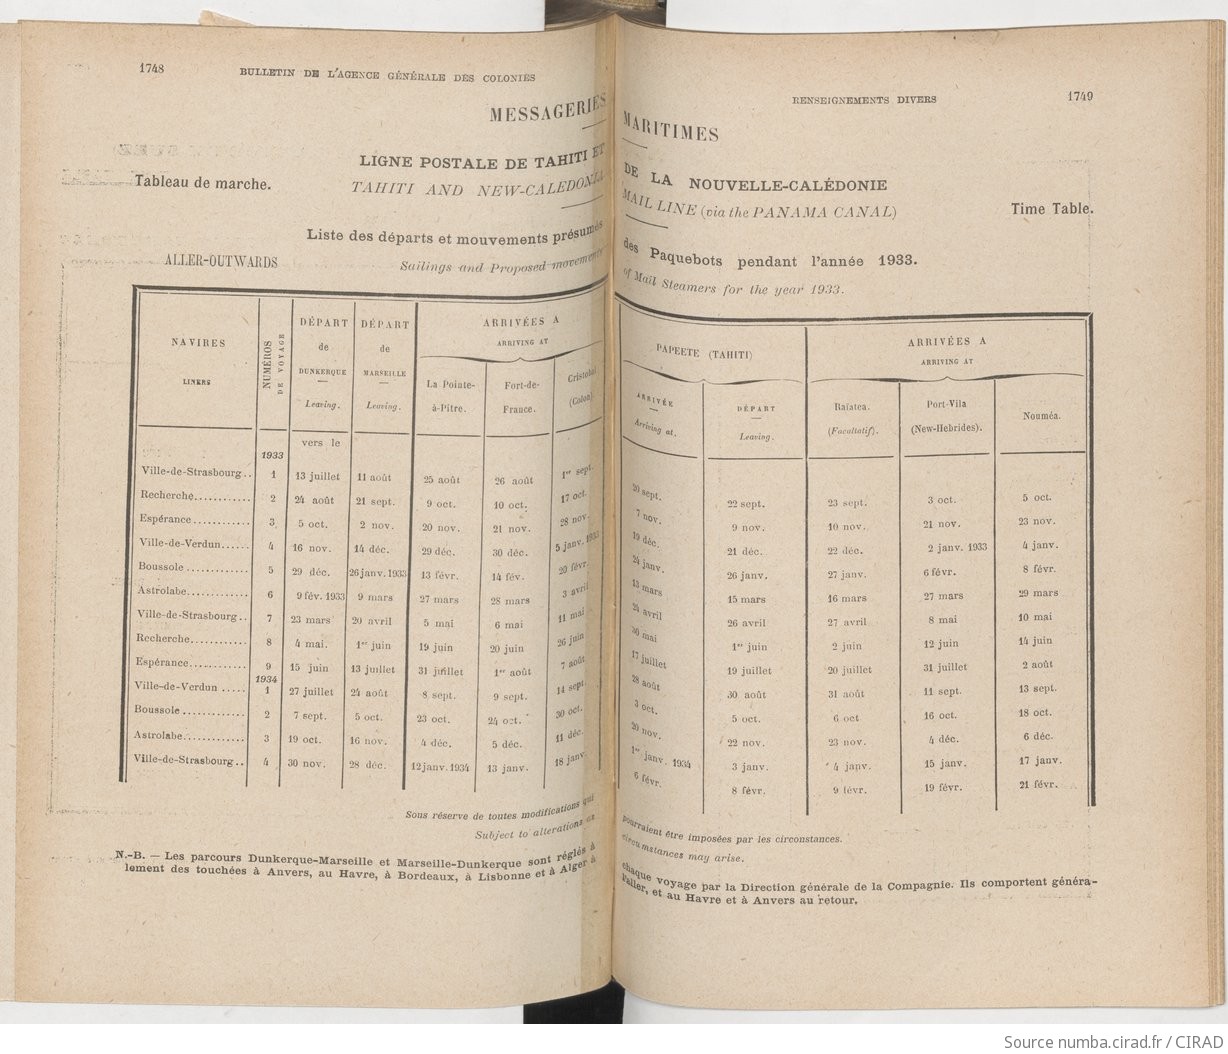 1748
BULLETIN DE L'AGENCE GÉNÉRALE DES COLONIES
RENSEIGNEMENTS DIVERS
1749
MESSAGERIES MARITIMES
Tableau de marche.
LIGNE POSTALE DE TAHITI ET DE LA NOUVELLE-CALÉDONIE
TAHITI AND NEW-CALEDONIA MAIL LINE (via the PANAMA CANAL)
Time Table.
Liste des départs et mouvements présumés des Paquebots pendant l'année 1933.
ALLER-OUTWARDS
Sailings and Proposed movements of Mail Steamers for the year 1933.
NAVIRES
LINERS
NUMÉROS DE VOYAGE
DÉPART de DUNKERQUE
Leaving.
DÉPART de MARSEILLE
Leaving.
ARRIVÉES A
ARRIVING AT
La Pointe-à-Pitre.
Fort-de-France.
Cristobal (Colon)
PAPEETE (TAHITI)
ARRIVÉE
Arriving at.
DÉPART
Leaving.
ARRIVÉES A
ARRIVING AT
Raïatea.
(Facultatif).
Port-Vila
(New-Hebrides).
Nouméa.
vers le
1933
Ville-de-Strasbourg.. 1 13 juillet 11 août 25 août 26 août 1er sept. 20 sept. 22 sept. 23 sept. 3 oct. 5 oct.
Recherche............ 2 24 août 21 sept. 9 oct. 10 oct. 17 oct. 7 nov. 9 nov. 10 nov. 21 nov. 23 nov.
Espérance............ 3 5 oct. 2 nov. 20 nov. 21 nov. 28 nov. 19 déc. 21 déc. 22 déc. 2 janv. 1933 4 janv.
Ville-de-Verdun...... 4 16 nov. 14 déc. 29 déc. 30 déc. 5 janv. 1933 24 janv. 26 janv. 27 janv. 6 févr. 8 févr.
Boussole............. 5 29 déc. 26 janv. 1933 13 févr. 14 fév. 20 févr. 13 mars 15 mars 16 mars 27 mars 29 mars
Astrolabe............ 6 9 fév. 1933 9 mars 27 mars 28 mars 3 avril 24 avril 26 avril 27 avril 8 mai 10 mai
Ville-de-Strasbourg.. 7 23 mars 20 avril 5 mai 6 mai 11 mai 30 mai 1er juin 2 juin 12 juin 14 juin
Recherche............ 8 4 mai. 1er juin 19 juin 20 juin 26 juin 17 juillet 19 juillet 20 juillet 31 juillet 2 août
Espérance............ 9 15 juin 13 juillet 31 juillet 1er août 7 août 28 août 30 août 31 août 11 sept. 13 sept.
1934
Ville-de-Verdun ..... 1 27 juillet 24 août 8 sept. 9 sept. 14 sept. 3 oct. 5 oct. 6 oct 16 oct. 18 oct.
Boussole ............ 2 7 sept. 5 oct. 23 oct. 24 oct. 30 oct. 20 nov. 22 nov. 23 nov. 4 déc. 6 déc.
Astrolabe............ 3 19 oct. 16 nov. 4 déc. 5 déc. 11 déc. 1er janv. 1934 3 janv. 4 janv. 15 janv. 17 janv.
Ville-de-Strasbourg.. 4 30 nov. 28 déc. 12 janv. 1934 13 janv. 18 janv. 6 févr. 8 févr. 9 févr. 19 févr. 21 févr.
Sous réserve de toutes modifications qui pourraient être imposées par les circonstances.
Subject to alterations as circumstances may arise.
N.-B. — Les parcours Dunkerque-Marseille et Marseille-Dunkerque sont réglés à chaque voyage par la Direction générale de la Compagnie. Ils comportent généra-
lement des touchées à Anvers, au Havre, à Bordeaux, à Lisbonne et à Alger à l'aller, et au Havre et à Anvers au retour.
Source numba.cirad.fr / CIRAD